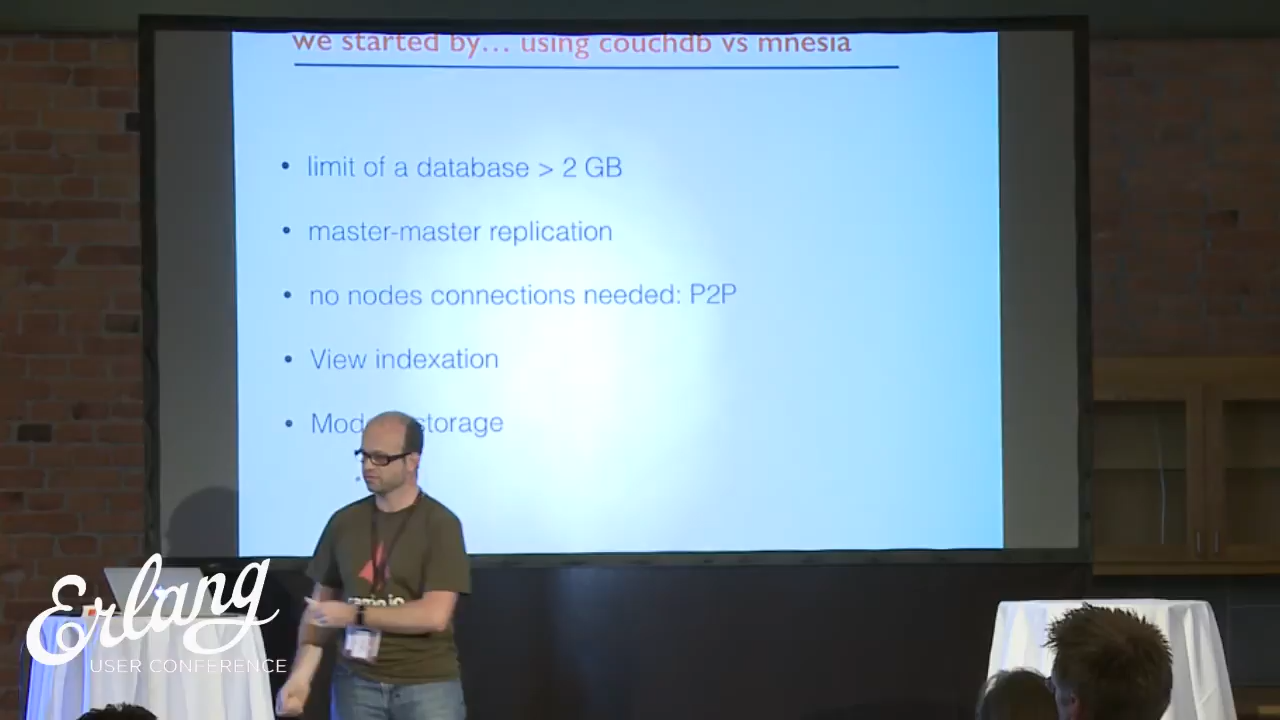 we started by... using couchdb vs mnesia
• limit of a database > 2 GB
• master-master replication
• no nodes connections needed: P2P
• View indexation
• storage
Erlang
USER CONFERENCE